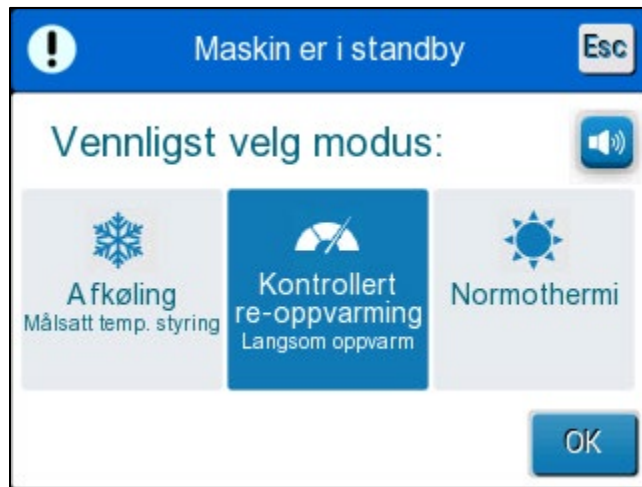 Maskin er i standby
Esc
Vennligst velg modus:
Afkøling
Målsatt temp. styring
Kontrollert
re-oppvarming
Langsom oppvarm
Normothermi
OK